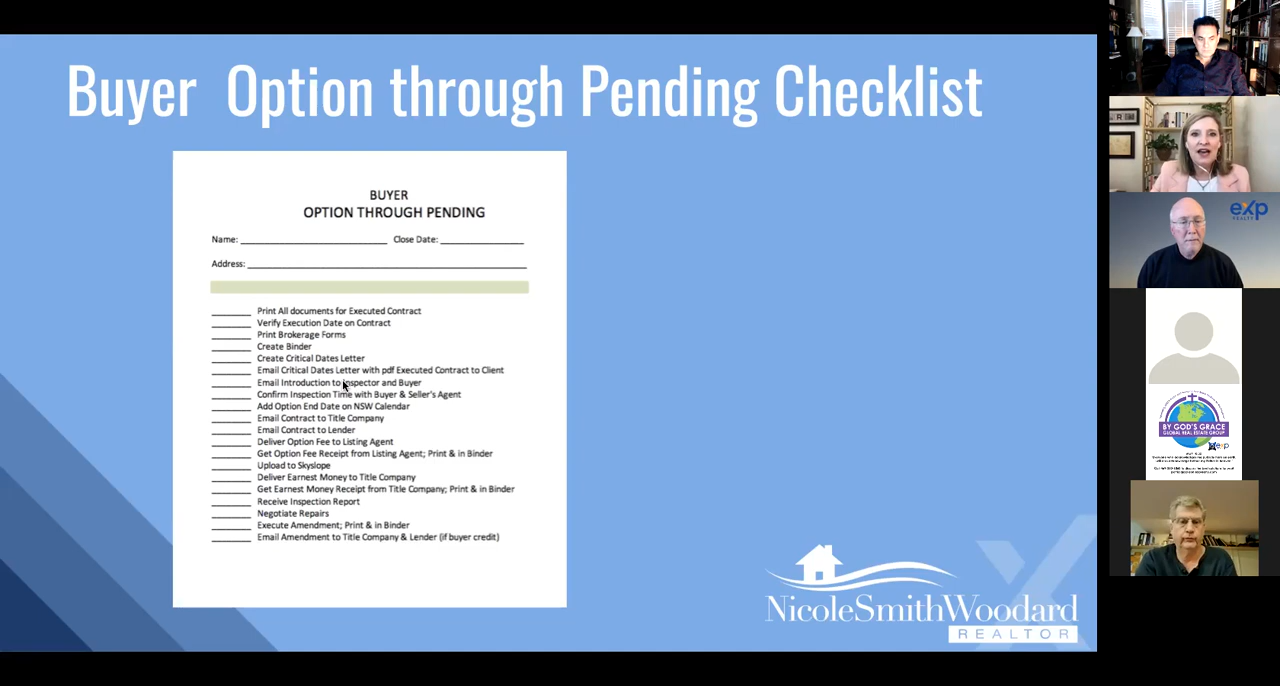 Buyer Option through Pending Checklist
BUYER
OPTION THROUGH PENDING
Name: Close Date:
Address:
Print All documents for Executed Contract
Verify Execution Date on Contract
Print Brokerage Forms
Create Binder
Create Critical Dates Letter
Email Critical Dates Letter with pdf Executed Contract to Client
Email Introduction to Inspector and Buyer
Confirm Inspection Time with Buyer & Seller's Agent
Add Option End Date on NSW Calendar
Email Contract to Title Company
Email Contract to Lender
Deliver Option Fee to Listing Agent
Get Option Fee Receipt from Listing Agent; Print & in Binder
Upload to Skyslope
Deliver Earnest Money to Title Company
Get Earnest Money Receipt from Title Company; Print & in Binder
Receive Inspection Report
Negotiate Repairs
Execute Amendment; Print & in Binder
Email Amendment to Title Company & Lender (if buyer credit)
NicoleSmithWoodard
REALTOR
eXp
REALTY
BY GOD'S GRACE
GLOBAL REAL ESTATE GROUP
exp